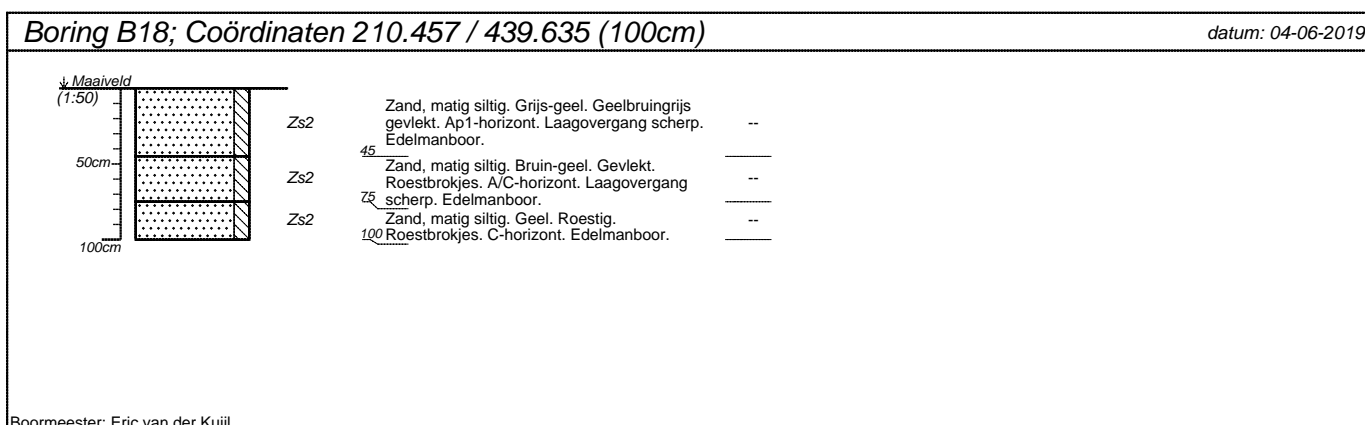 Boring B18; Coördinaten 210.457 / 439.635 (100cm)
datum: 04-06-2019
Maaiveld
(1:50)
50cm
100cm
Zs2
Zand, matig siltig. Grijs-geel. Geelbruingrijs
gevlekt. Ap1-horizont. Laagovergang scherp.
Edelmanboor.
--
45
Zs2
Zand, matig siltig. Bruin-geel. Gevlekt.
Roestbrokjes. A/C-horizont. Laagovergang
scherp. Edelmanboor.
--
75
Zs2
Zand, matig siltig. Geel. Roestig.
Roestbrokjes. C-horizont. Edelmanboor.
--
100
Boormeester: Eric van der Kuijl